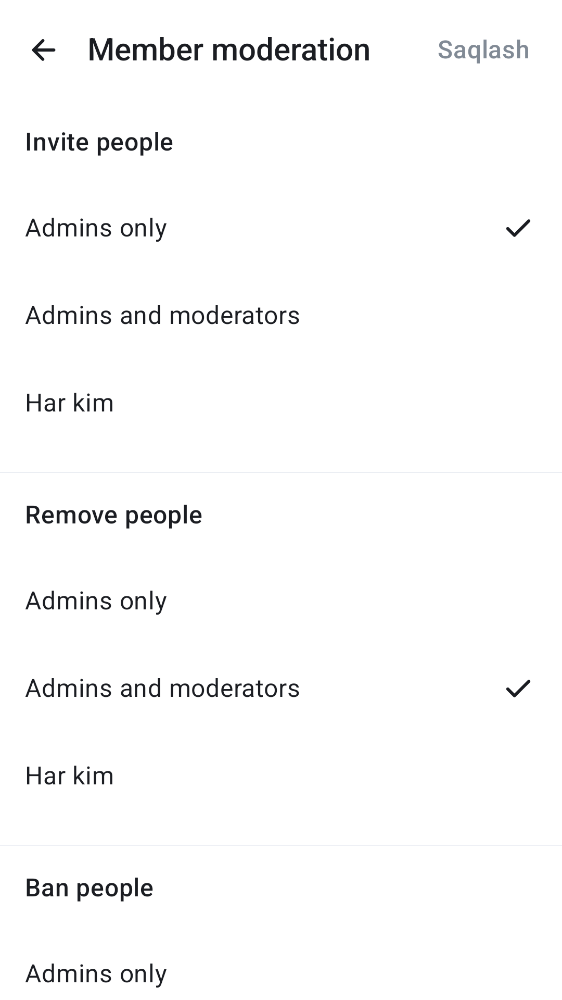 Member moderation
Saqlash
Invite people
Admins only
Admins and moderators
Har kim
Remove people
Admins only
Admins and moderators
Har kim
Ban people
Admins only